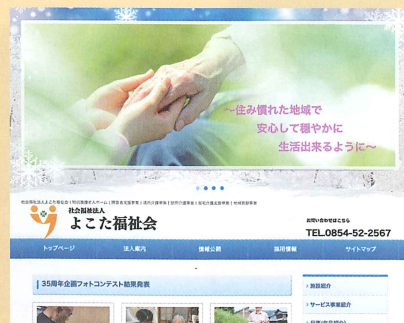 ～住み慣れた地域で
安心して穏やかに
生活出来るように～
社会福祉法人
よこた福祉会
お問い合わせはこちら
TEL.0854-52-2567
トップページ
法人案内
情報公開
採用情報
サイトマップ
35周年企画フォトコンテスト結果発表
施設紹介
サービス事業紹介